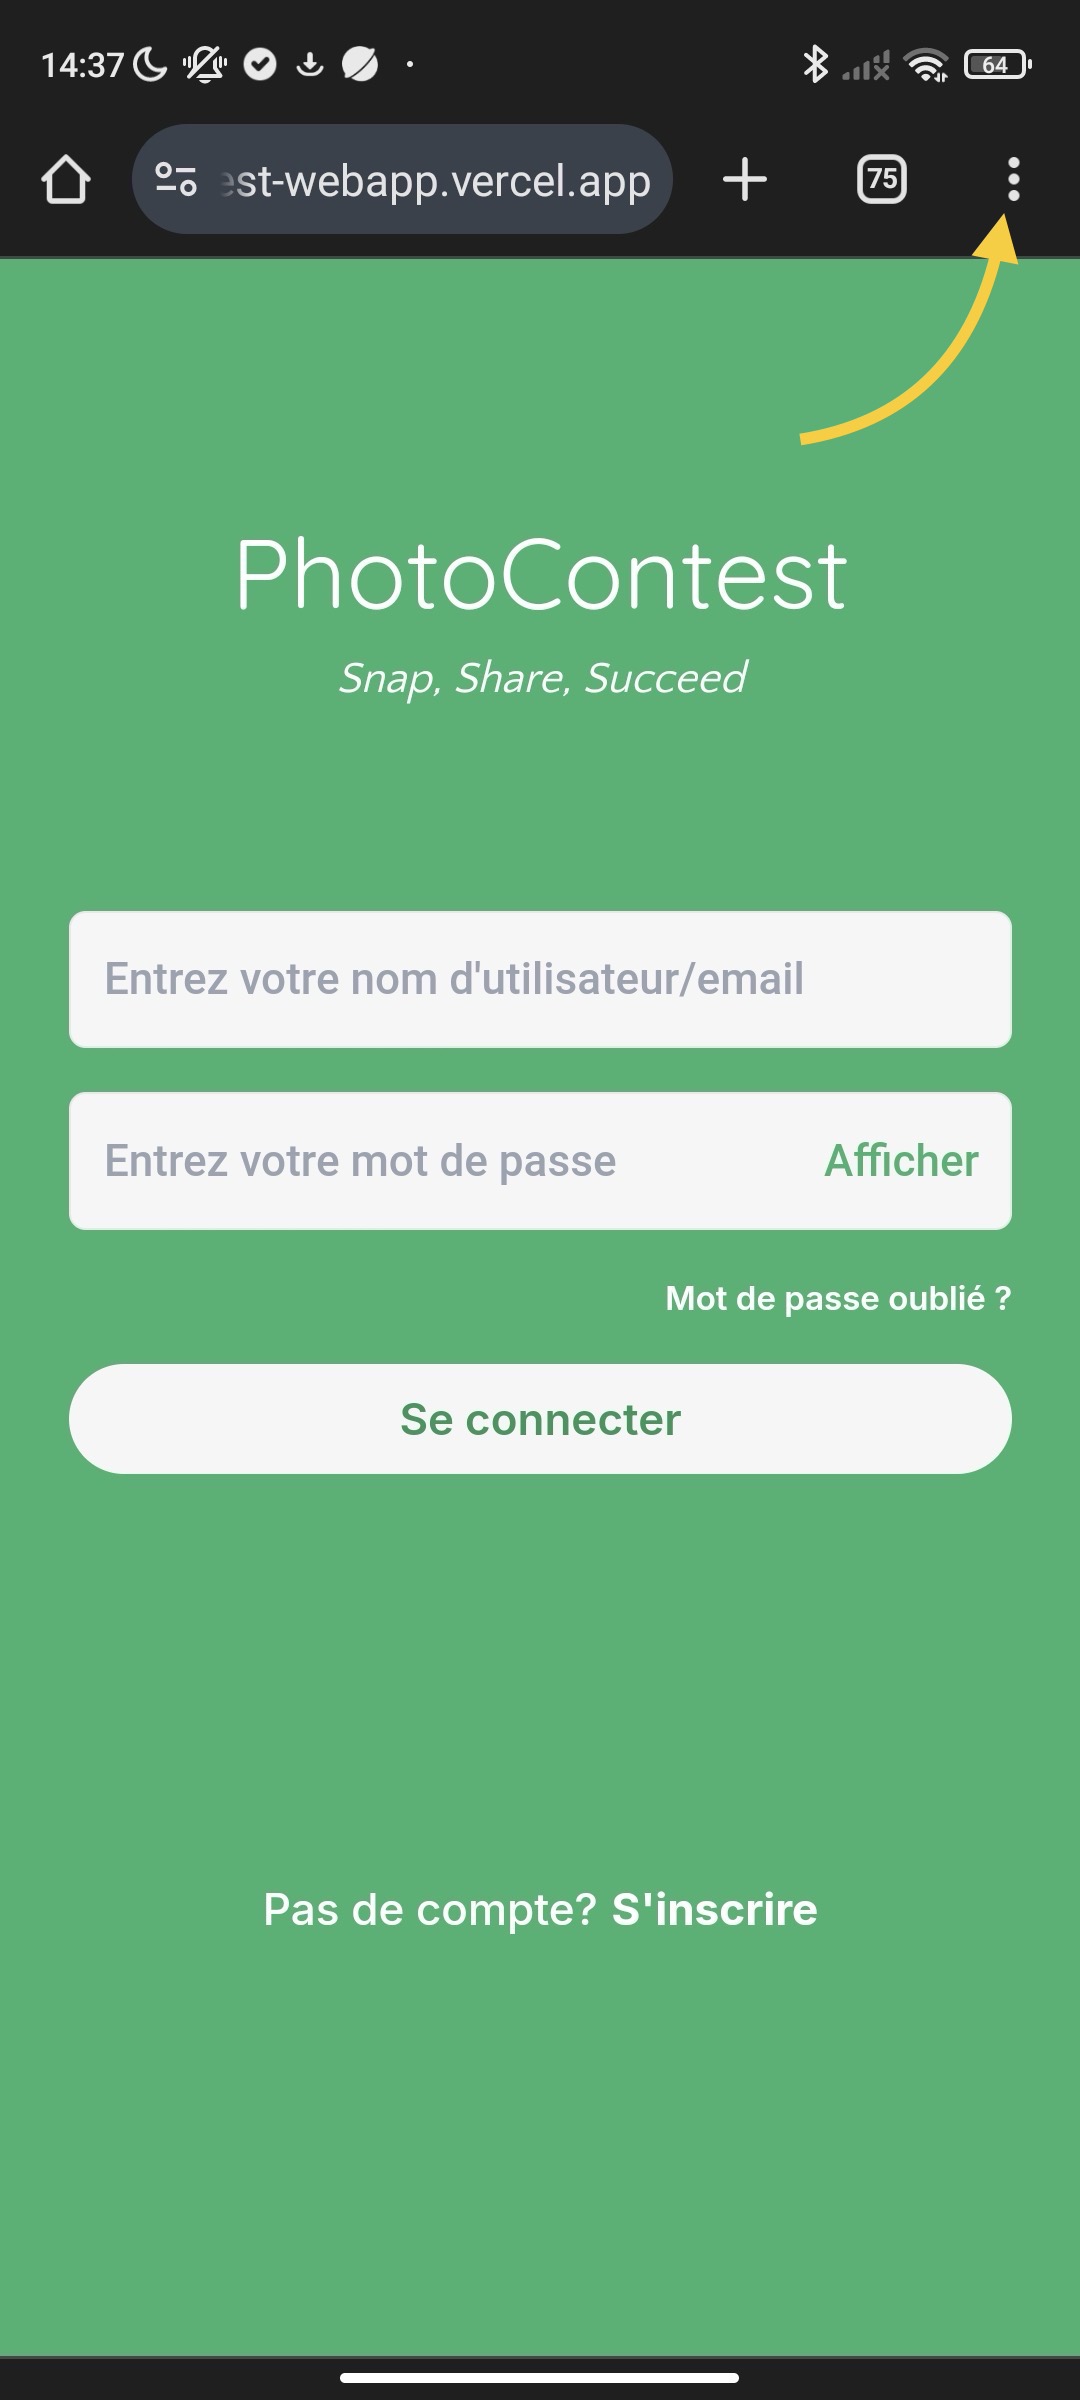 14:37
64
est-webapp.vercel.app
75
PhotoContest
Snap, Share, Succeed
Entrez votre nom d'utilisateur/email
Entrez votre mot de passe
Afficher
Mot de passe oublié ?
Se connecter
Pas de compte? S'inscrire